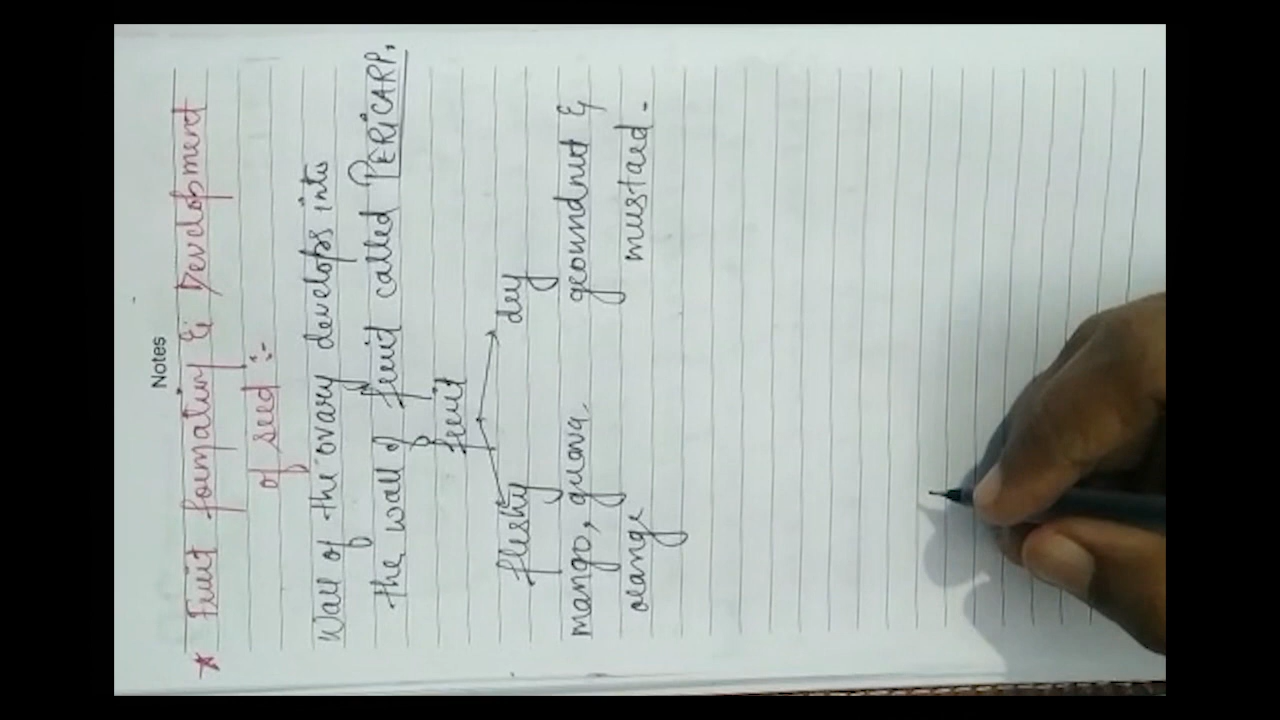 Notes
* Fruit formation & Development
of seed :-
Wall of the ovary develops into
the wall of fruit called PERICARP.
fruit
fleshy dry
mango, guava, groundnut &
orange mustard.